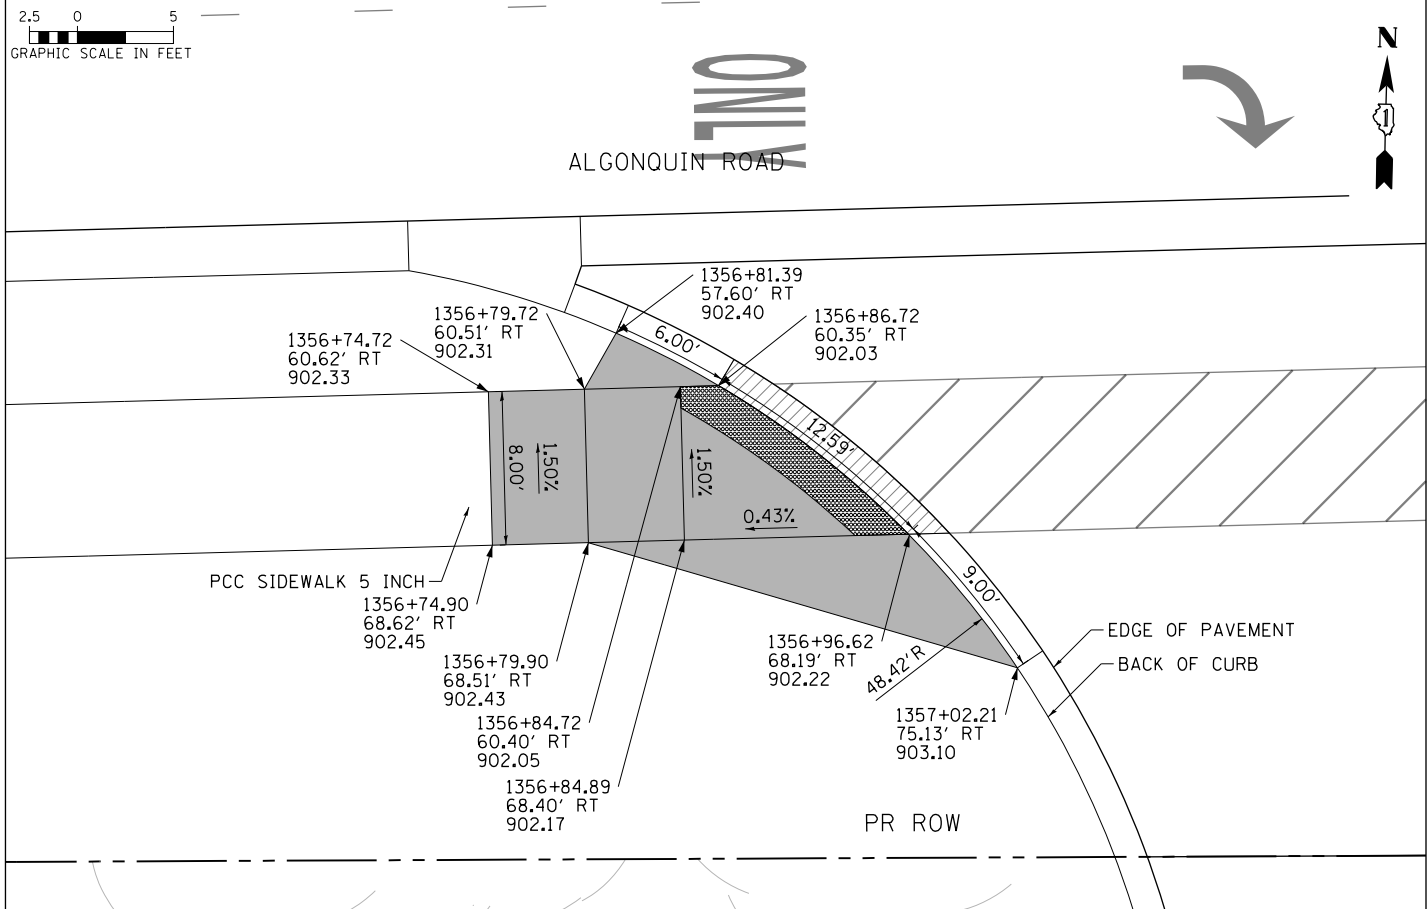 2.5 0 5
GRAPHIC SCALE IN FEET
N
1
ONLY
ALGONQUIN ROAD
1356+81.39
57.60' RT
902.40
1356+79.72
60.51' RT
902.31
1356+86.72
60.35' RT
902.03
1356+74.72
60.62' RT
902.33
6.00'
12.59'
8.00'
1.50%
1.50%
0.43%
9.00'
PCC SIDEWALK 5 INCH
1356+74.90
68.62' RT
902.45
1356+79.90
68.51' RT
902.43
1356+84.72
60.40' RT
902.05
1356+84.89
68.40' RT
902.17
1356+96.62
68.19' RT
902.22
48.42'R
1357+02.21
75.13' RT
903.10
EDGE OF PAVEMENT
BACK OF CURB
PR ROW